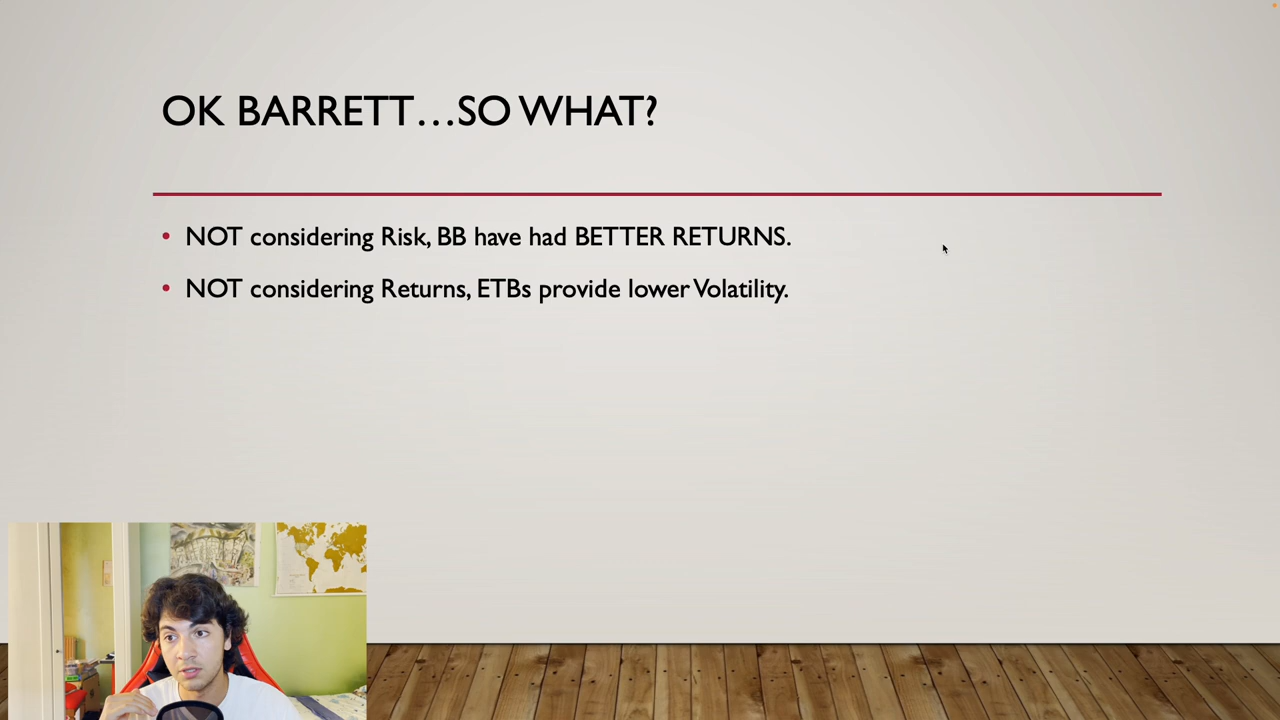 OK BARRETT…SO WHAT?
• NOT considering Risk, BB have had BETTER RETURNS.
• NOT considering Returns, ETBs provide lower Volatility.